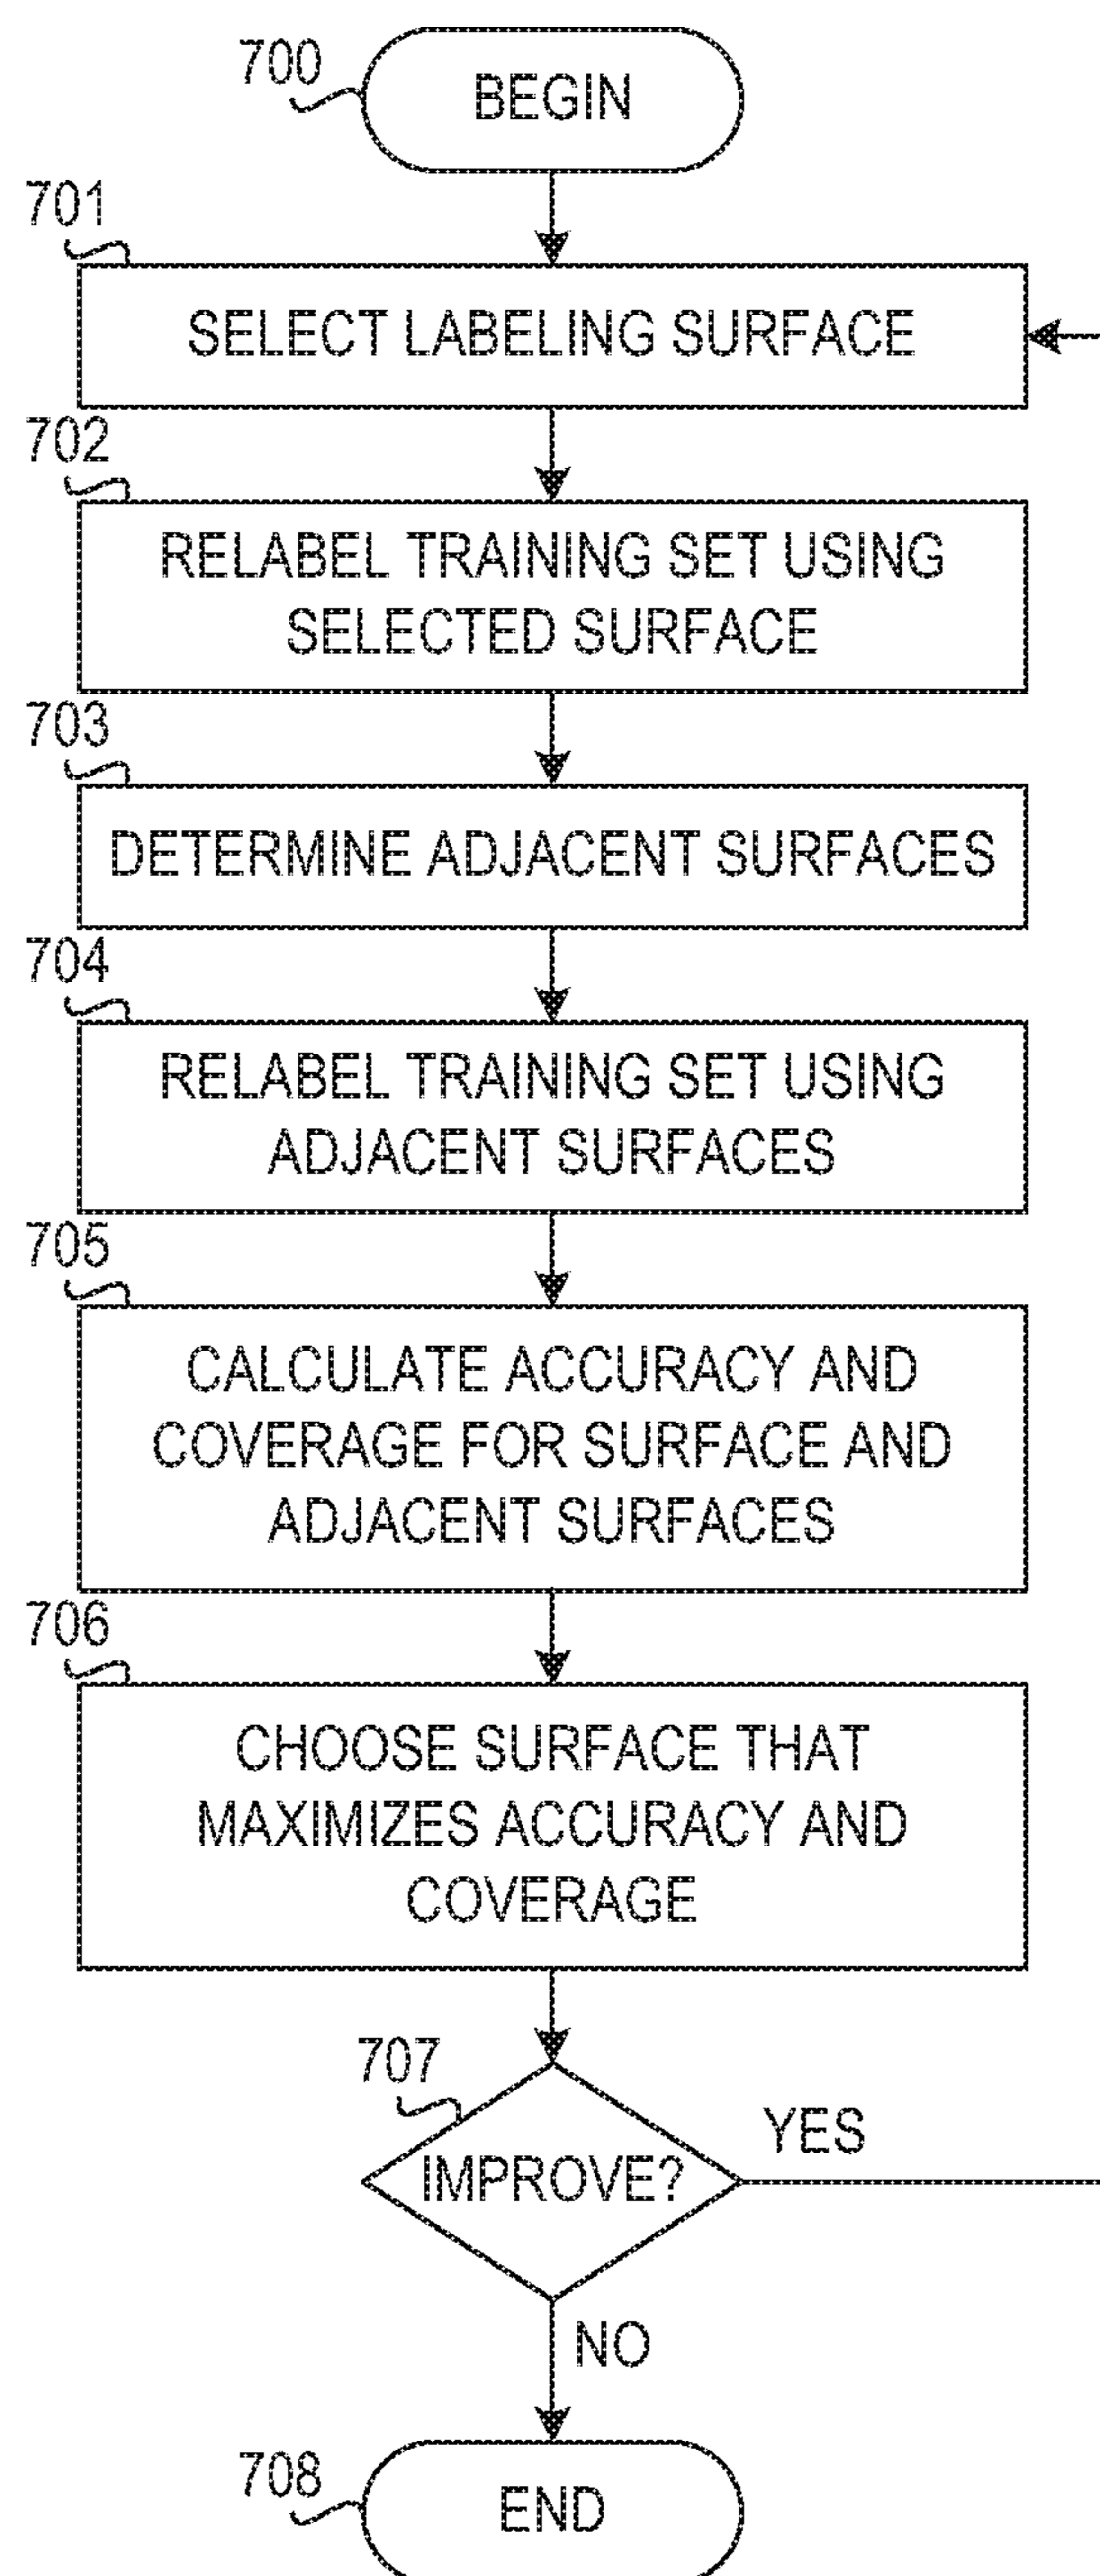 700
BEGIN
701
SELECT LABELING SURFACE
702
RELABEL TRAINING SET USING
SELECTED SURFACE
703
DETERMINE ADJACENT SURFACES
704
RELABEL TRAINING SET USING
ADJACENT SURFACES
705
CALCULATE ACCURACY AND
COVERAGE FOR SURFACE AND
ADJACENT SURFACES
706
CHOOSE SURFACE THAT
MAXIMIZES ACCURACY AND
COVERAGE
707
IMPROVE?
YES
NO
708
END